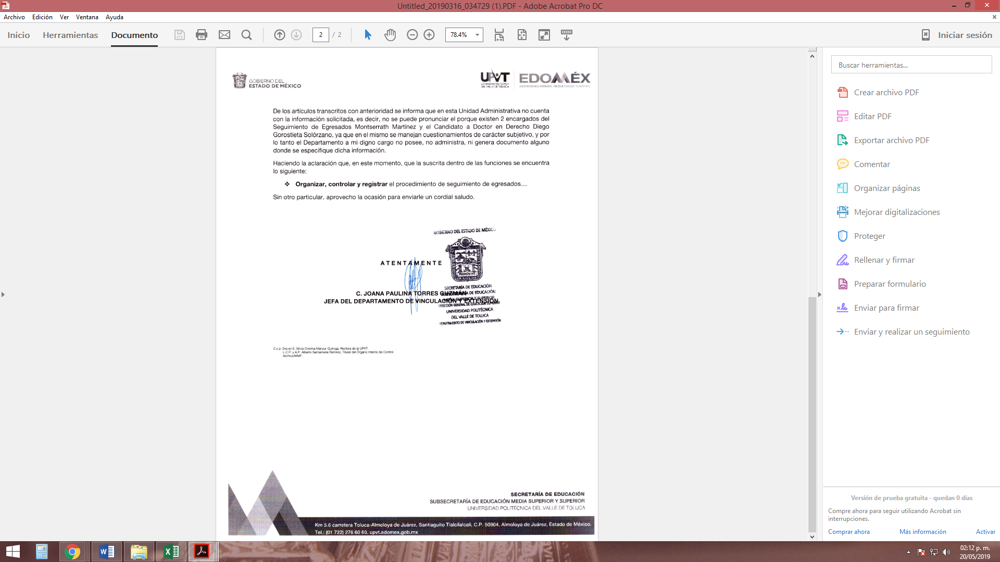 Untitled_20190316_034729 (1).PDF - Adobe Acrobat Pro DC
Archivo Edición Ver Ventana Ayuda
Inicio Herramientas Documento 2 / 2 78.4% Iniciar sesión
GOBIERNO DEL
ESTADO DE MÉXICO
UPVT
UNIVERSIDAD POLITÉCNICA
DEL VALLE DE TOLUCA
EDOMÉX
DECISIONES FIRMES, RESULTADOS FUERTES.
De los artículos transcritos con anterioridad se informa que en esta Unidad Administrativa no cuenta
con la información solicitada, es decir, no se puede pronunciar el porque existen 2 encargados del
Seguimiento de Egresados Montserrath Martínez y el Candidato a Doctor en Derecho Diego
Gorostieta Solórzano, ya que en el mismo se manejan cuestionamientos de carácter subjetivo, y por
lo tanto el Departamento a mi digno cargo no posee, no administra, ni genera documento alguno
donde se especifique dicha información.
Haciendo la aclaración que, en este momento, que la suscrita dentro de las funciones se encuentra
lo siguiente:
❖ Organizar, controlar y registrar el procedimiento de seguimiento de egresados...
Sin otro particular, aprovecho la ocasión para enviarle un cordial saludo.
GOBIERNO DEL ESTADO DE MÉXICO
A T E N T A M E N T E
C. JOANA PAULINA TORRES GUZMÁN
JEFA DEL DEPARTAMENTO DE VINCULACIÓN Y EXTENSIÓN
SECRETARÍA DE EDUCACIÓN
UNIVERSIDAD POLITÉCNICA
DEL VALLE DE TOLUCA
DEPARTAMENTO DE VINCULACIÓN Y EXTENSIÓN
C.c.p. Dra en E. Silvia Cristina Manzur Quiroga, Rectora de la UPVT
L.C.P. y A.P. Alberto Santamaría Ramírez, Titular del Órgano Interno de Control
Archivo/MMF.
SECRETARÍA DE EDUCACIÓN
SUBSECRETARÍA DE EDUCACIÓN MEDIA SUPERIOR Y SUPERIOR
UNIVERSIDAD POLITÉCNICA DEL VALLE DE TOLUCA
Km 5.6 carretera Toluca-Almoloya de Juárez, Santiaguito Tlalcilalcali, C.P. 50904, Almoloya de Juárez, Estado de México.
Tel.: (01 722) 276 60 60. upvt.edomex.gob.mx
Buscar herramientas...
Crear archivo PDF
Editar PDF
Exportar archivo PDF
Comentar
Organizar páginas
Mejorar digitalizaciones
Proteger
Rellenar y firmar
Preparar formulario
Enviar para firmar
Enviar y realizar un seguimiento
Versión de prueba gratuita - quedan 0 días
Compre ahora para seguir utilizando Acrobat sin
interrupciones.
Comprar ahora Más información Activar
02:12 p. m.
20/05/2019